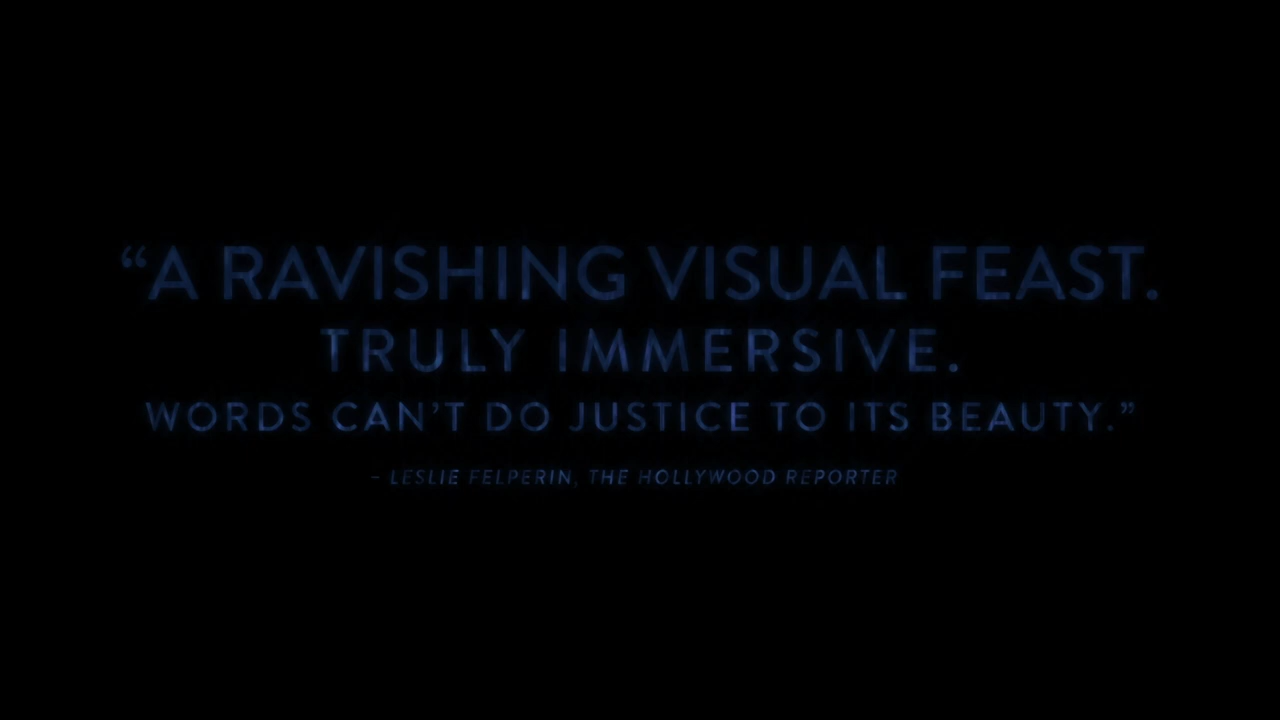 “A RAVISHING VISUAL FEAST.
TRULY IMMERSIVE.
WORDS CAN’T DO JUSTICE TO ITS BEAUTY.”
– LESLIE FELPERIN, THE HOLLYWOOD REPORTER